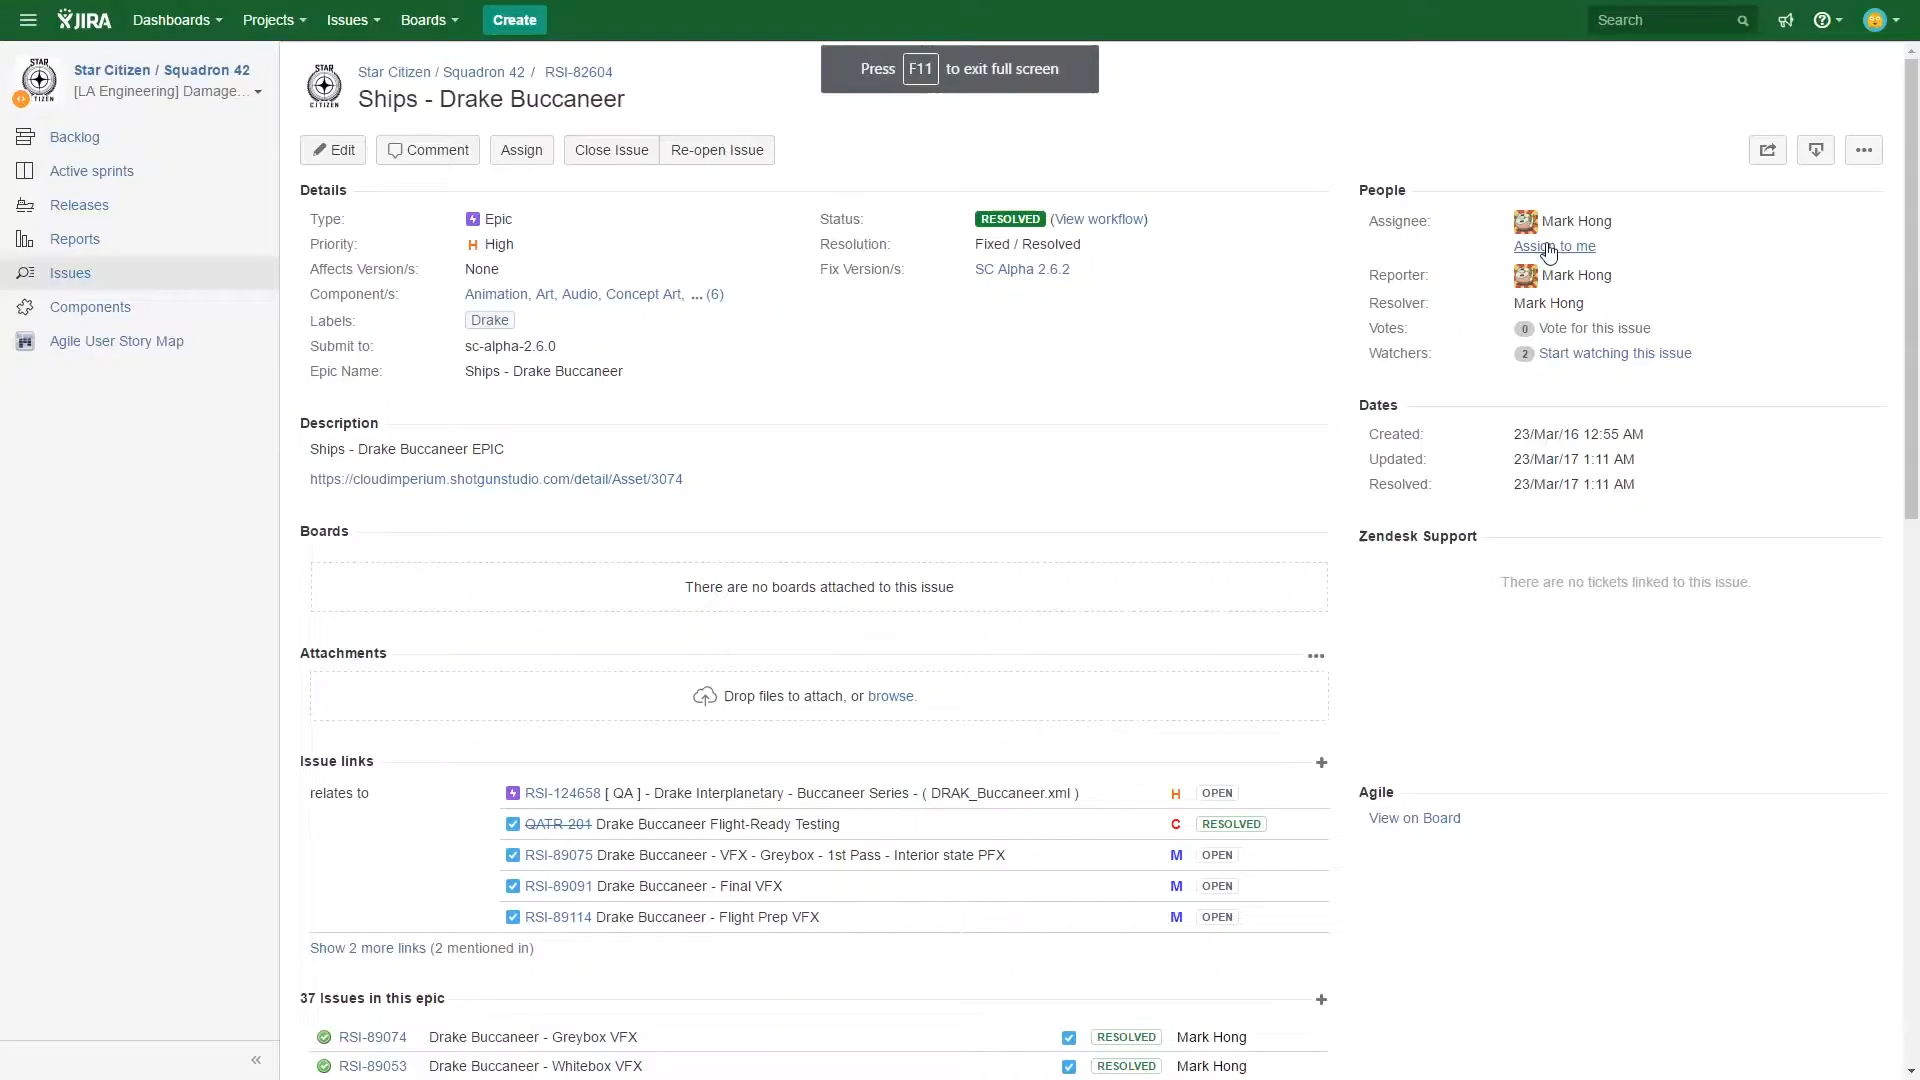 JIRA Dashboards Projects Issues Boards Create Search
STAR CITIZEN
Star Citizen / Squadron 42
[LA Engineering] Damage...
Backlog
Active sprints
Releases
Reports
Issues
Components
Agile User Story Map
Press F11 to exit full screen
STAR CITIZEN
Star Citizen / Squadron 42 / RSI-82604
Ships - Drake Buccaneer
Edit Comment Assign Close Issue Re-open Issue
Details
Type: Epic
Priority: H High
Affects Version/s: None
Component/s: Animation, Art, Audio, Concept Art, ... (6)
Labels: Drake
Submit to: sc-alpha-2.6.0
Epic Name: Ships - Drake Buccaneer
Status: RESOLVED (View workflow)
Resolution: Fixed / Resolved
Fix Version/s: SC Alpha 2.6.2
Description
Ships - Drake Buccaneer EPIC
https://cloudimperium.shotgunstudio.com/detail/Asset/3074
Boards
There are no boards attached to this issue
Attachments
Drop files to attach, or browse.
Issue links
relates to
RSI-124658 [ QA ] - Drake Interplanetary - Buccaneer Series - ( DRAK_Buccaneer.xml ) H OPEN
QATR-201 Drake Buccaneer Flight-Ready Testing C RESOLVED
RSI-89075 Drake Buccaneer - VFX - Greybox - 1st Pass - Interior state PFX M OPEN
RSI-89091 Drake Buccaneer - Final VFX M OPEN
RSI-89114 Drake Buccaneer - Flight Prep VFX M OPEN
Show 2 more links (2 mentioned in)
37 Issues in this epic
RSI-89074 Drake Buccaneer - Greybox VFX RESOLVED Mark Hong
RSI-89053 Drake Buccaneer - Whitebox VFX RESOLVED Mark Hong
People
Assignee: Mark Hong
Assign to me
Reporter: Mark Hong
Resolver: Mark Hong
Votes: 0 Vote for this issue
Watchers: 2 Start watching this issue
Dates
Created: 23/Mar/16 12:55 AM
Updated: 23/Mar/17 1:11 AM
Resolved: 23/Mar/17 1:11 AM
Zendesk Support
There are no tickets linked to this issue.
Agile
View on Board